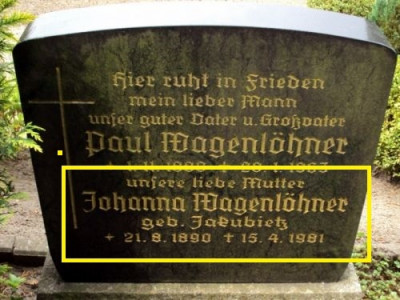 Hier ruht in Frieden
mein lieber Mann
unser guter Vater u. Großvater
Paul Wagenlöhner
unsere liebe Mutter
Johanna Wagenlöhner
geb. Jakubietz
* 21. 8. 1890 † 15. 4. 1981